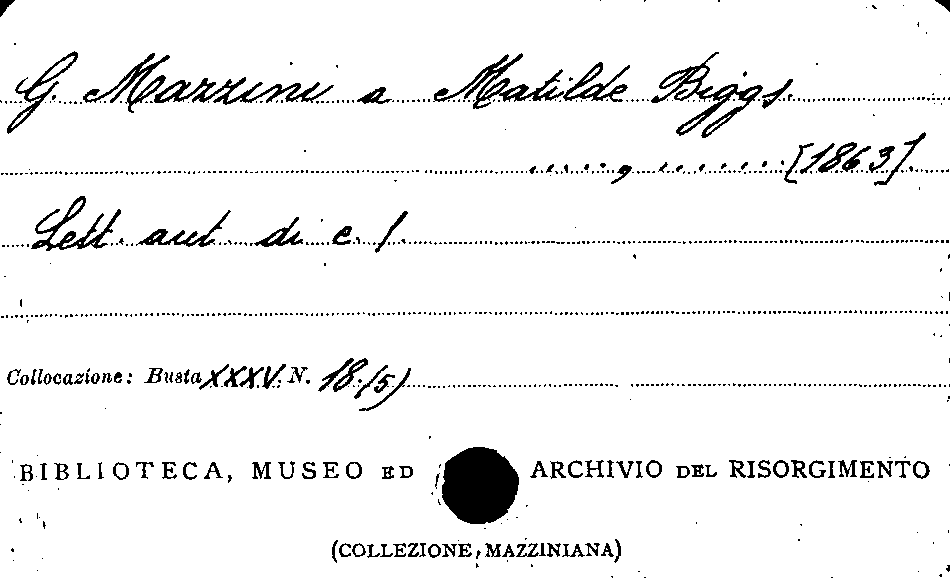 G. Mazzini a Matilde Biggs.
....., ....... [1863].
Lett. aut. di c. 1.
Collocazione: Busta XXXV. N. 18.(5)
BIBLIOTECA, MUSEO ED ARCHIVIO DEL RISORGIMENTO
(COLLEZIONE MAZZINIANA)